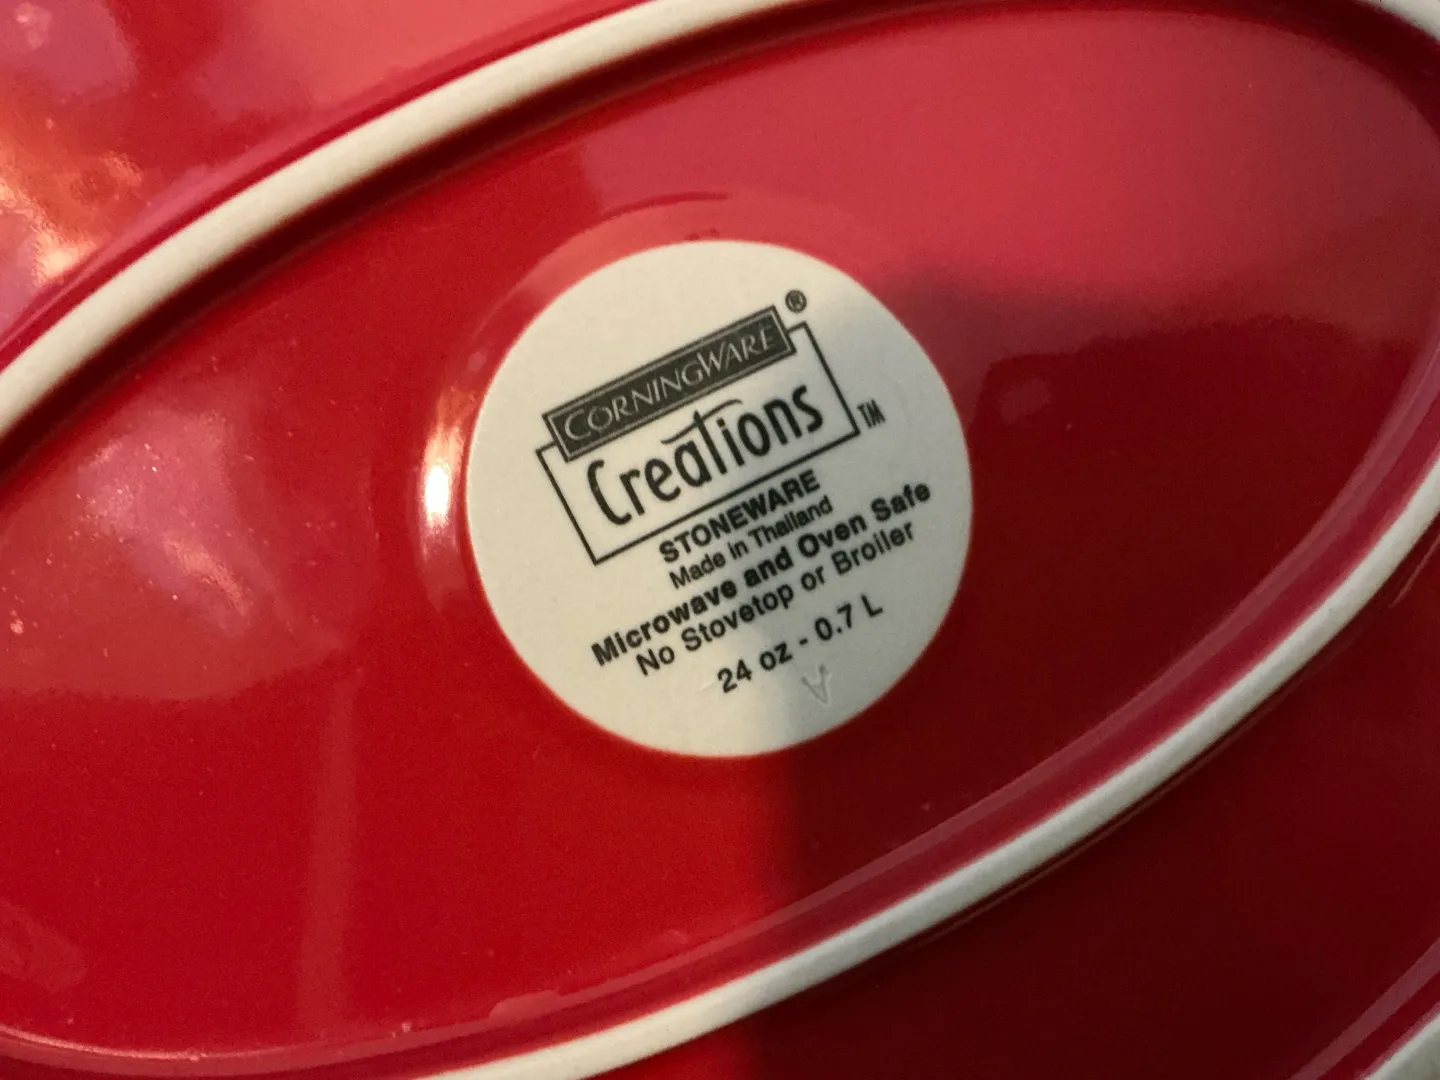 CORNINGWARE®
Creations™
STONEWARE
Made in Thailand
Microwave and Oven Safe
No Stovetop or Broiler
24 oz - 0.7 L
A